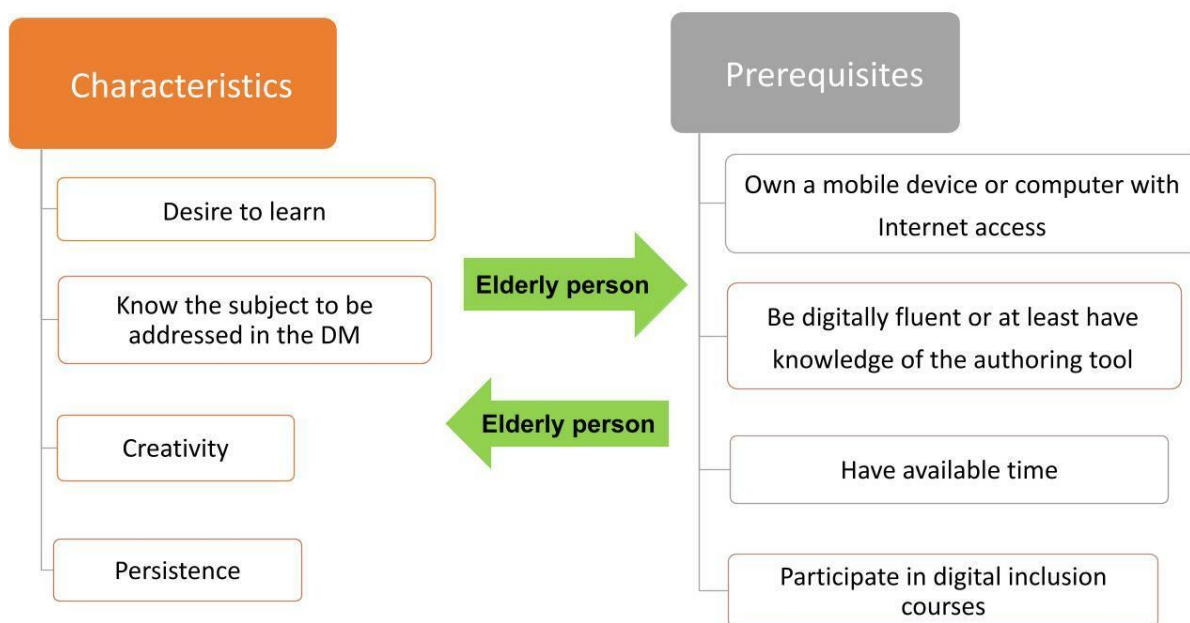 Characteristics
Desire to learn
Know the subject to be
addressed in the DM
Creativity
Persistence
Elderly person
Elderly person
Prerequisites
Own a mobile device or computer with
Internet access
Be digitally fluent or at least have
knowledge of the authoring tool
Have available time
Participate in digital inclusion
courses